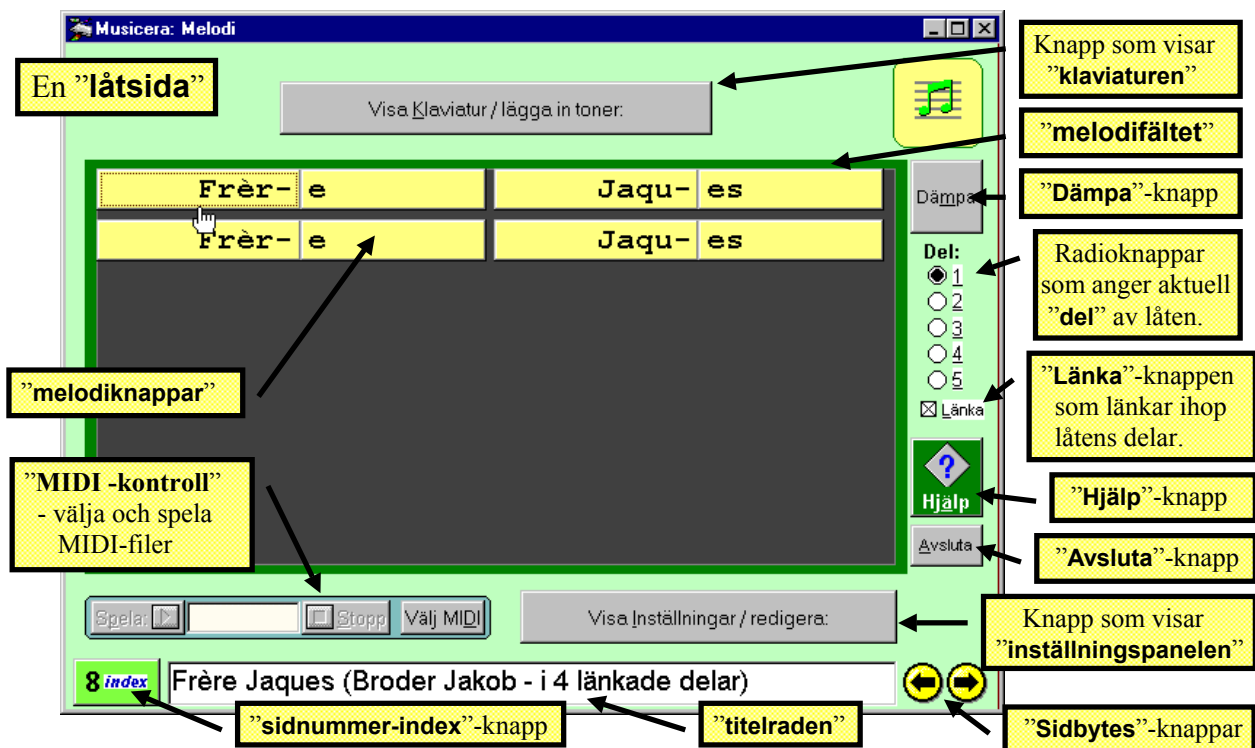 Musicera: Melodi
En ”låtsida”
Visa Klaviatur / lägga in toner:
Knapp som visar
”klaviaturen”
”melodifältet”
Frèr- e Jaqu- es
Frèr- e Jaqu- es
Dämpa
”Dämpa”-knapp
Del:
1
2
3
4
5
Länka
Radioknappar
som anger aktuell
”del” av låten.
”Länka”-knappen
som länkar ihop
låtens delar.
”melodiknappar”
”MIDI -kontroll”
- välja och spela
MIDI-filer
?
Hjälp
”Hjälp”-knapp
Avsluta
”Avsluta”-knapp
Spela: Stopp Välj MIDI
Visa Inställningar / redigera:
Knapp som visar
”inställningspanelen”
8 index
Frère Jaques (Broder Jakob - i 4 länkade delar)
”sidnummer-index”-knapp
”titelraden”
”Sidbytes”-knappar